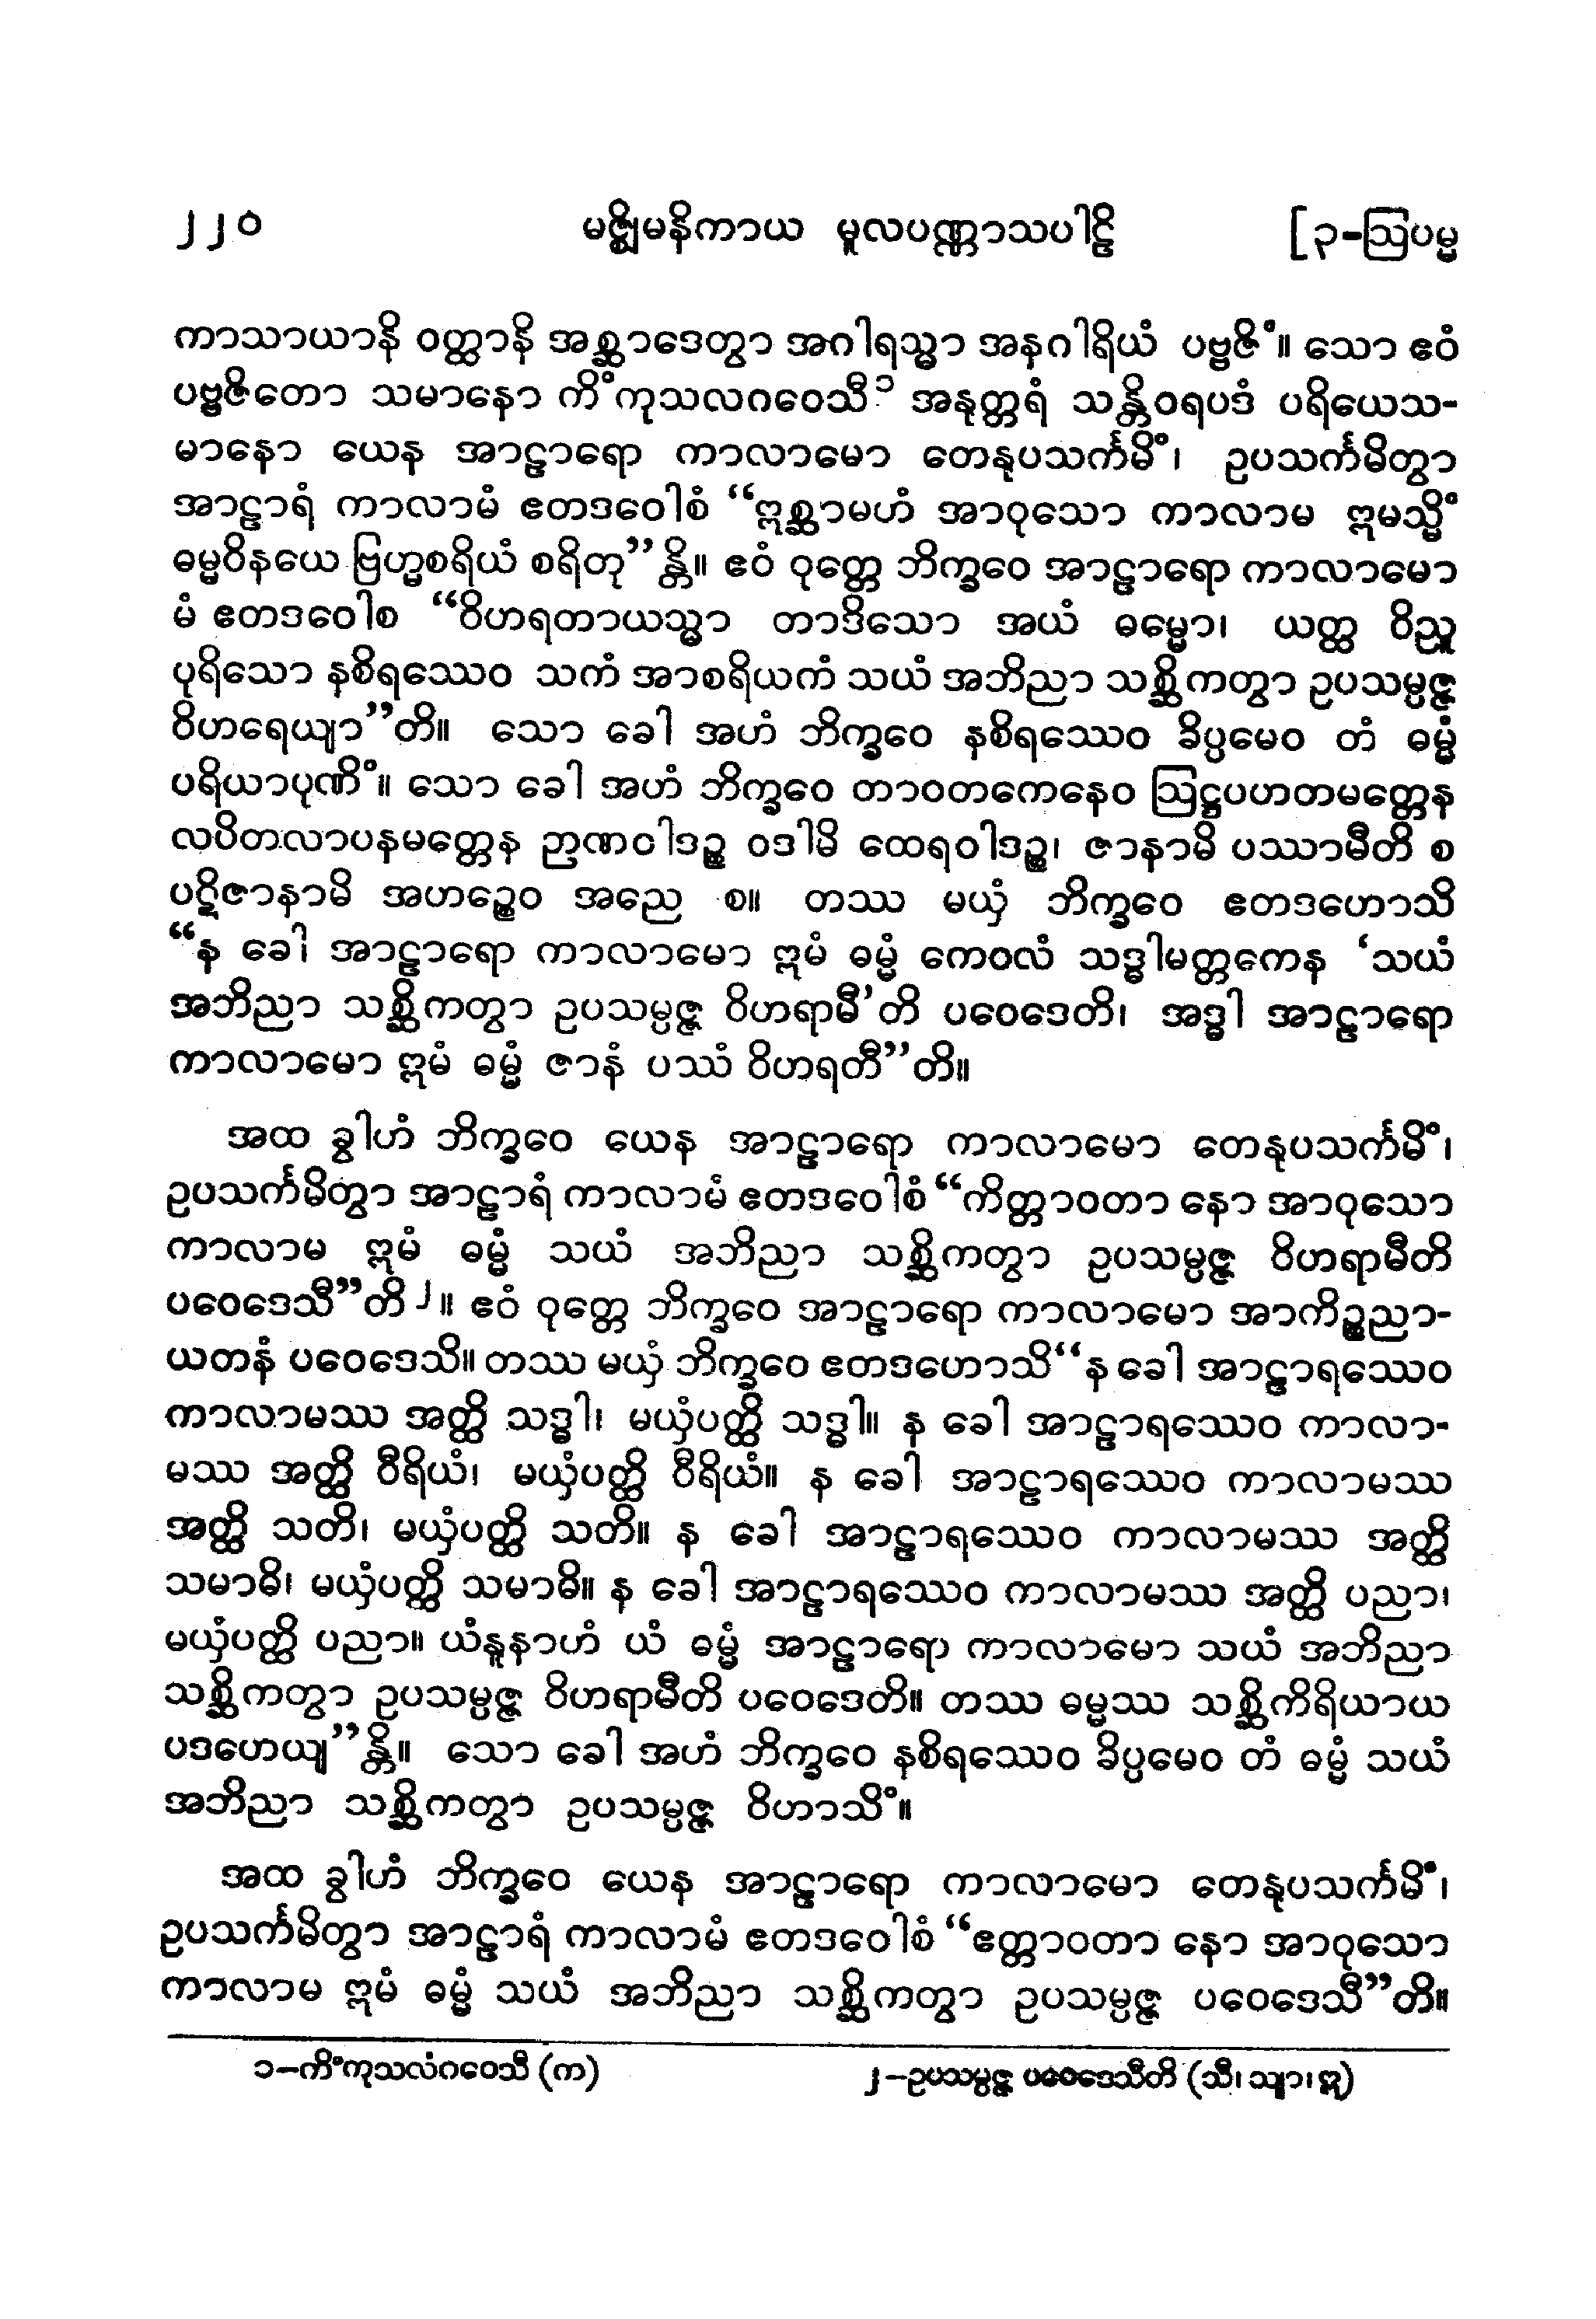 ၂၂၀ မဇ္ဈိမနိကာယ မူလပဏ္ဏာသပါဠိ [၃-ဩပမ္မ
ကာသာယာနိ ဝတ္ထာနိ အစ္ဆာဒေတွာ အဂါရသ္မာ အနဂါရိယံ ပဗ္ဗဇိံ။ သော ဧဝံ
ပဗ္ဗဇိတော သမာနော ကိံကုသလဂဝေသီ ၁ အနုတ္တရံ သန္တိဝရပဒံ ပရိယေသ-
မာနော ယေန အာဠာရော ကာလာမော တေနုပသင်္ကမိံ၊ ဥပသင်္ကမိတွာ
အာဠာရံ ကာလာမံ ဧတဒဝေါစံ “ဣစ္ဆာမဟံ အာဝုသော ကာလာမ ဣမသ္မိံ
ဓမ္မဝိနယေ ဗြဟ္မစရိယံ စရိတု”န္တိ။ ဧဝံ ဝုတ္တေ ဘိက္ခဝေ အာဠာရော ကာလာမော
မံ ဧတဒဝေါစ “ဝိဟရတာယသ္မာ တာဒိသော အယံ ဓမ္မော၊ ယတ္ထ ဝိညူ
ပုရိသော နစိရဿေဝ သကံ အာစရိယကံ သယံ အဘိညာ သစ္ဆိကတွာ ဥပသမ္ပဇ္ဇ
ဝိဟရေယျာ”တိ။ သော ခေါ အဟံ ဘိက္ခဝေ နစိရဿေဝ ခိပ္ပမေဝ တံ ဓမ္မံ
ပရိယာပုဏိံ။ သော ခေါ အဟံ ဘိက္ခဝေ တာဝတကေနေဝ ဩဋ္ဌပဟတမတ္တေန
လပိတလာပနမတ္တေန ဉာဏဝါဒဉ္စ ဝဒါမိ ထေရဝါဒဉ္စ၊ ဇာနာမိ ပဿာမီတိ စ
ပဋိဇာနာမိ အဟဉ္စေဝ အညေ စ။ တဿ မယှံ ဘိက္ခဝေ ဧတဒဟောသိ
“န ခေါ အာဠာရော ကာလာမော ဣမံ ဓမ္မံ ကေဝလံ သဒ္ဓါမတ္တကေန ‘သယံ
အဘိညာ သစ္ဆိကတွာ ဥပသမ္ပဇ္ဇ ဝိဟရာမီ’တိ ပဝေဒေတိ၊ အဒ္ဓါ အာဠာရော
ကာလာမော ဣမံ ဓမ္မံ ဇာနံ ပဿံ ဝိဟရတီ”တိ။
အထ ခွါဟံ ဘိက္ခဝေ ယေန အာဠာရော ကာလာမော တေနုပသင်္ကမိံ၊
ဥပသင်္ကမိတွာ အာဠာရံ ကာလာမံ ဧတဒဝေါစံ “ကိတ္တာဝတာ နော အာဝုသော
ကာလာမ ဣမံ ဓမ္မံ သယံ အဘိညာ သစ္ဆိကတွာ ဥပသမ္ပဇ္ဇ ဝိဟရာမီတိ
ပဝေဒေသီ”တိ ၂။ ဧဝံ ဝုတ္တေ ဘိက္ခဝေ အာဠာရော ကာလာမော အာကိဉ္စညာ-
ယတနံ ပဝေဒေသိ။ တဿ မယှံ ဘိက္ခဝေ ဧတဒဟောသိ “န ခေါ အာဠာရဿေဝ
ကာလာမဿ အတ္ထိ သဒ္ဓါ၊ မယှံပတ္ထိ သဒ္ဓါ။ န ခေါ အာဠာရဿေဝ ကာလာ-
မဿ အတ္ထိ ဝီရိယံ၊ မယှံပတ္ထိ ဝီရိယံ။ န ခေါ အာဠာရဿေဝ ကာလာမဿ
အတ္ထိ သတိ၊ မယှံပတ္ထိ သတိ။ န ခေါ အာဠာရဿေဝ ကာလာမဿ အတ္ထိ
သမာဓိ၊ မယှံပတ္ထိ သမာဓိ။ န ခေါ အာဠာရဿေဝ ကာလာမဿ အတ္ထိ ပညာ၊
မယှံပတ္ထိ ပညာ။ ယံနူနာဟံ ယံ ဓမ္မံ အာဠာရော ကာလာမော သယံ အဘိညာ
သစ္ဆိကတွာ ဥပသမ္ပဇ္ဇ ဝိဟရာမီတိ ပဝေဒေတိ။ တဿ ဓမ္မဿ သစ္ဆိကိရိယာယ
ပဒဟေယျ”န္တိ။ သော ခေါ အဟံ ဘိက္ခဝေ နစိရဿေဝ ခိပ္ပမေဝ တံ ဓမ္မံ သယံ
အဘိညာ သစ္ဆိကတွာ ဥပသမ္ပဇ္ဇ ဝိဟာသိံ။
အထ ခွါဟံ ဘိက္ခဝေ ယေန အာဠာရော ကာလာမော တေနုပသင်္ကမိံ၊
ဥပသင်္ကမိတွာ အာဠာရံ ကာလာမံ ဧတဒဝေါစံ “ဧတ္တာဝတာ နော အာဝုသော
ကာလာမ ဣမံ ဓမ္မံ သယံ အဘိညာ သစ္ဆိကတွာ ဥပသမ္ပဇ္ဇ ပဝေဒေသီ”တိ။
၁-ကိံကုသလံဂဝေသီ (က) ၂-ဥပသမ္ပဇ္ဇ ပဝေဒေသီတိ (သီ၊ သျာ၊ ဣ)